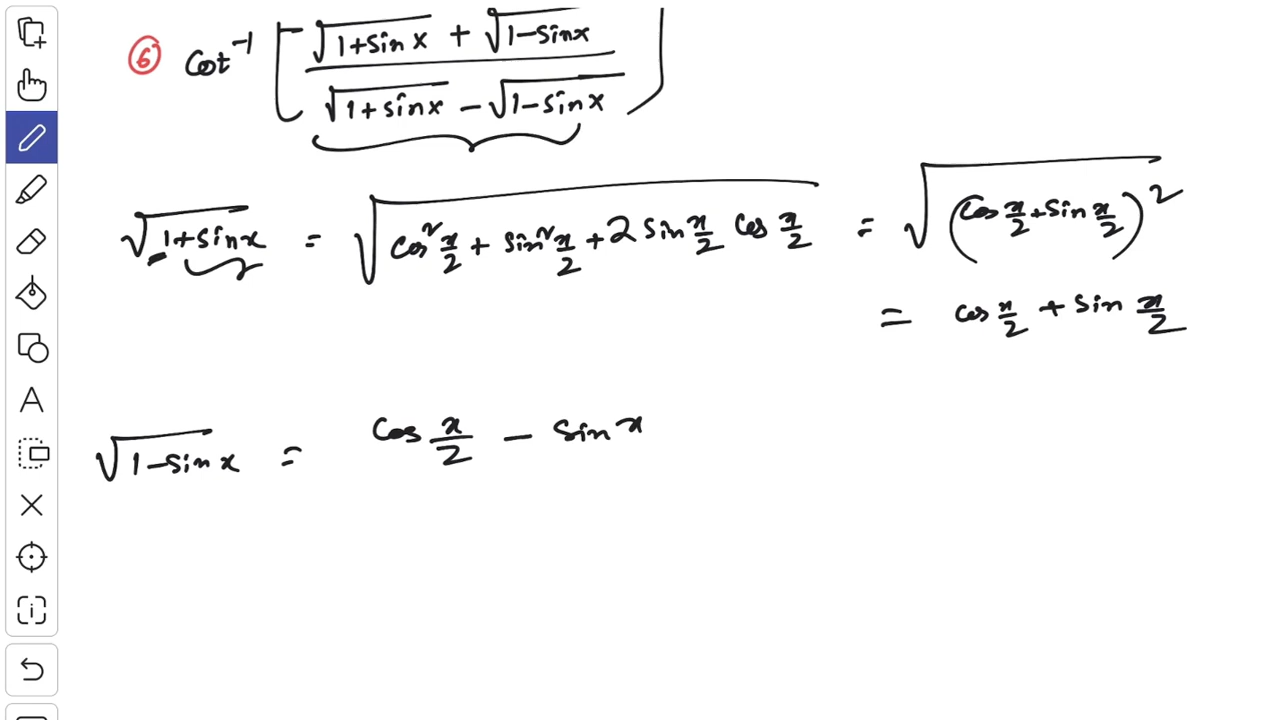 ⑥ Cot⁻¹ [ (√(1+sin x) + √(1-sin x)) / (√(1+sin x) - √(1-sin x)) ]
√(1+sin x) = √(cos² x/2 + sin² x/2 + 2 sin x/2 cos x/2) = √((cos x/2 + sin x/2)²)
= cos x/2 + sin x/2
√(1-sin x) = cos x/2 - sin x